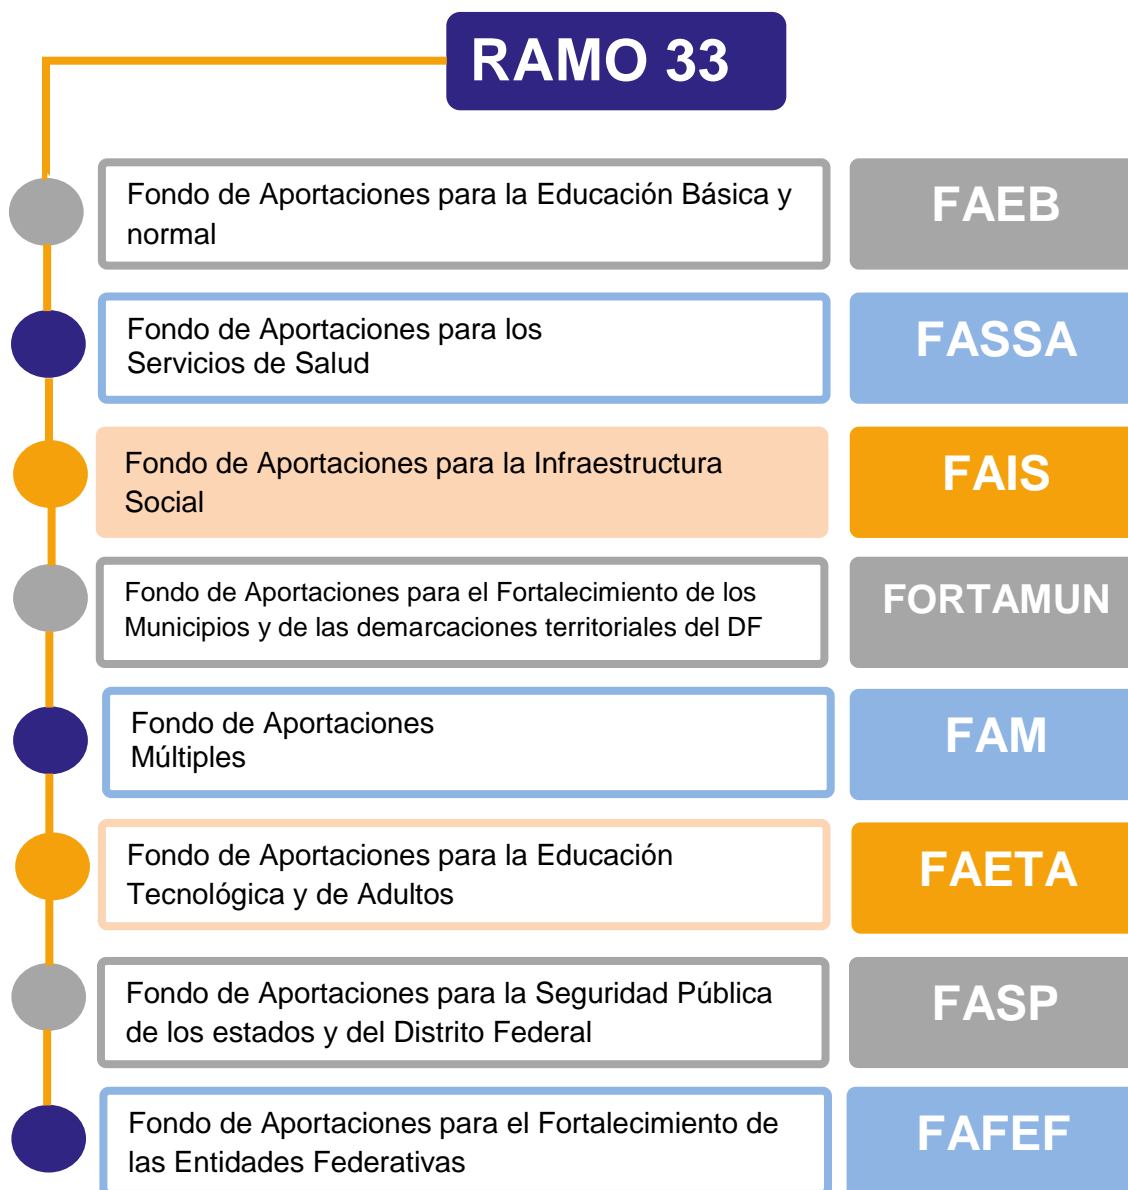 RAMO 33
Fondo de Aportaciones para la Educación Básica y
normal
FAEB
Fondo de Aportaciones para los
Servicios de Salud
FASSA
Fondo de Aportaciones para la Infraestructura
Social
FAIS
Fondo de Aportaciones para el Fortalecimiento de los
Municipios y de las demarcaciones territoriales del DF
FORTAMUN
Fondo de Aportaciones
Múltiples
FAM
Fondo de Aportaciones para la Educación
Tecnológica y de Adultos
FAETA
Fondo de Aportaciones para la Seguridad Pública
de los estados y del Distrito Federal
FASP
Fondo de Aportaciones para el Fortalecimiento de
las Entidades Federativas
FAFEF